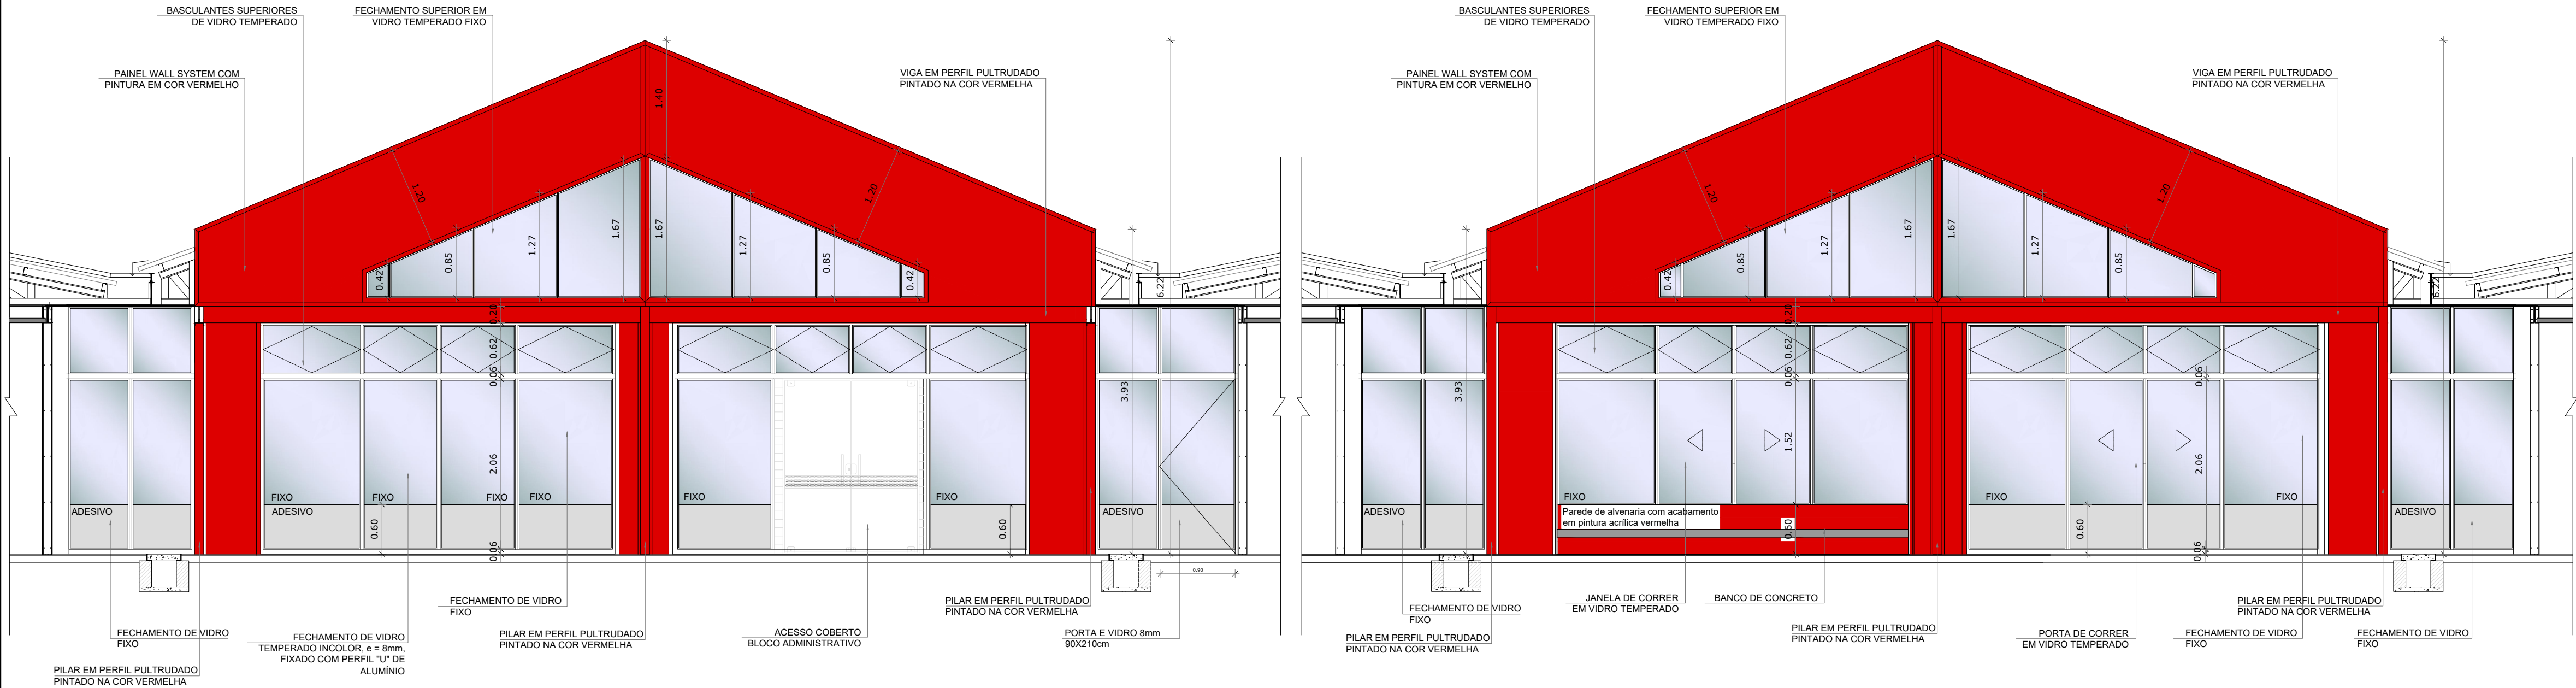 BASCULANTES SUPERIORES
DE VIDRO TEMPERADO
FECHAMENTO SUPERIOR EM
VIDRO TEMPERADO FIXO
PAINEL WALL SYSTEM COM
PINTURA EM COR VERMELHO
VIGA EM PERFIL PULTRUDADO
PINTADO NA COR VERMELHA
1.40
1.20
1.20
0.42
0.85
1.27
1.67
1.67
1.27
0.85
0.42
6.22
3.93
0.20
0.62
0.06
2.06
0.06
FIXO
FIXO
FIXO
FIXO
FIXO
FIXO
ADESIVO
ADESIVO
ADESIVO
0.60
0.60
0.90
FECHAMENTO DE VIDRO
FIXO
PILAR EM PERFIL PULTRUDADO
PINTADO NA COR VERMELHA
FECHAMENTO DE VIDRO
TEMPERADO INCOLOR, e = 8mm,
FIXADO COM PERFIL "U" DE
ALUMÍNIO
FECHAMENTO DE VIDRO
FIXO
PILAR EM PERFIL PULTRUDADO
PINTADO NA COR VERMELHA
ACESSO COBERTO
BLOCO ADMINISTRATIVO
PILAR EM PERFIL PULTRUDADO
PINTADO NA COR VERMELHA
PORTA E VIDRO 8mm
90X210cm
BASCULANTES SUPERIORES
DE VIDRO TEMPERADO
FECHAMENTO SUPERIOR EM
VIDRO TEMPERADO FIXO
PAINEL WALL SYSTEM COM
PINTURA EM COR VERMELHO
VIGA EM PERFIL PULTRUDADO
PINTADO NA COR VERMELHA
1.20
1.20
0.42
0.85
1.27
1.67
1.67
1.27
0.85
6.22
3.93
0.20
0.62
0.06
1.52
0.60
0.06
2.06
0.06
0.60
FIXO
FIXO
FIXO
ADESIVO
ADESIVO
Parede de alvenaria com acabamento
em pintura acrílica vermelha
FECHAMENTO DE VIDRO
FIXO
PILAR EM PERFIL PULTRUDADO
PINTADO NA COR VERMELHA
JANELA DE CORRER
EM VIDRO TEMPERADO
BANCO DE CONCRETO
PILAR EM PERFIL PULTRUDADO
PINTADO NA COR VERMELHA
PORTA DE CORRER
EM VIDRO TEMPERADO
FECHAMENTO DE VIDRO
FIXO
PILAR EM PERFIL PULTRUDADO
PINTADO NA COR VERMELHA
FECHAMENTO DE VIDRO
FIXO